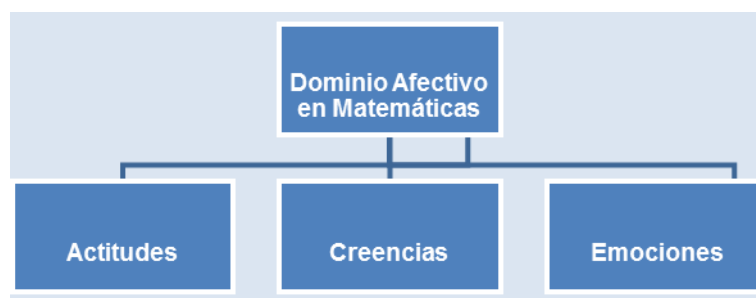 Dominio Afectivo
en Matemáticas
Actitudes
Creencias
Emociones